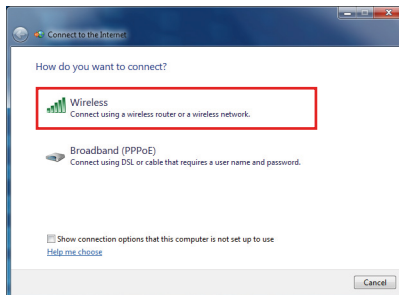 Connect to the Internet
How do you want to connect?
Wireless
Connect using a wireless router or a wireless network.
Broadband (PPPoE)
Connect using DSL or cable that requires a user name and password.
Show connection options that this computer is not set up to use
Help me choose
Cancel